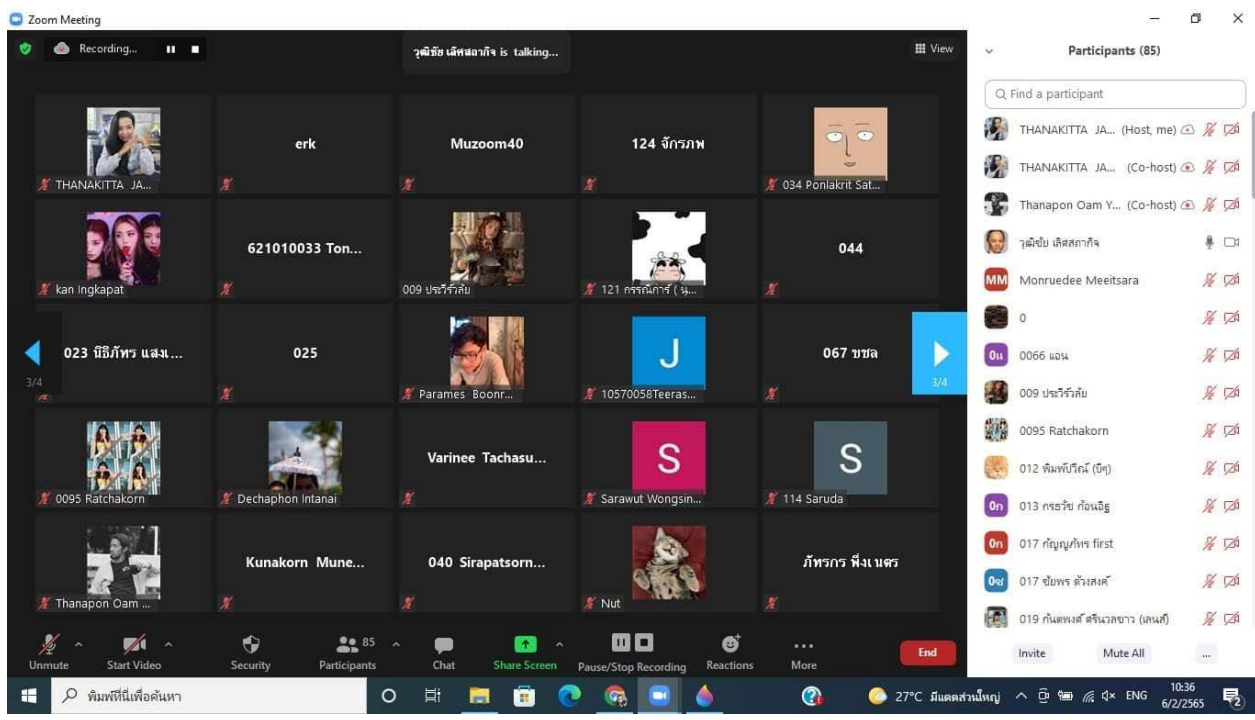 Zoom Meeting
Recording...
วุฒิชัย เลิศสถากิจ is talking...
View
THANAKITTA JA...
erk
Muzoom40
124 จักรภพ
034 Ponlakrit Sat...
kan Ingkapat
621010033 Ton...
009 ประวีร์วลัย
121 กรรณิการ์ ( นุ...
044
3/4
023 นิธิภัทร แสงเ...
025
Parames Boonr...
J
10570058Teeras...
067 ขชล
3/4
0095 Ratchakorn
Dechaphon Intanai
Varinee Tachasu...
S
Sarawut Wongsin...
S
114 Saruda
Thanapon Oam ...
Kunakorn Mune...
040 Sirapatsorn...
Nut
ภัทรกร พึ่งเนตร
Unmute
Start Video
Security
85
Participants
Chat
Share Screen
Pause/Stop Recording
Reactions
More
End
Participants (85)
Find a participant
THANAKITTA JA... (Host, me)
THANAKITTA JA... (Co-host)
Thanapon Oam Y... (Co-host)
วุฒิชัย เลิศสถากิจ
MM Monruedee Meeitsara
0
0แ 0066 แอน
009 ประวีร์วลัย
0095 Ratchakorn
012 พิมพ์ปวีณ์ (บีๆ)
0ก 013 กรธวัช ก้อนอิฐ
0ก 017 กัญญภัทร first
0ช 017 ชัยพร ด้วงสงค์
019 กันตพงศ์ ศรีนวลขาว (เลนส์)
Invite
Mute All
...
พิมพ์ที่นี่เพื่อค้นหา
27°C มีแดดส่วนใหญ่
ENG
10:36
6/2/2565
2